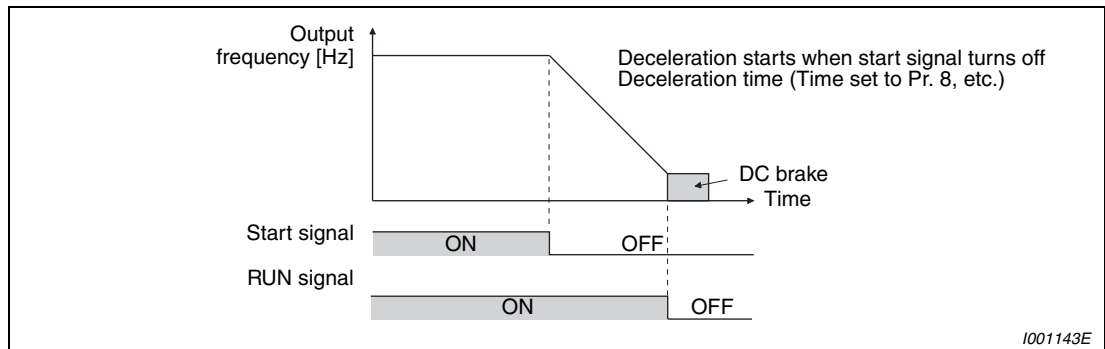 Output
frequency [Hz]
Deceleration starts when start signal turns off
Deceleration time (Time set to Pr. 8, etc.)
DC brake
Time
Start signal
ON
OFF
RUN signal
ON
OFF
I001143E